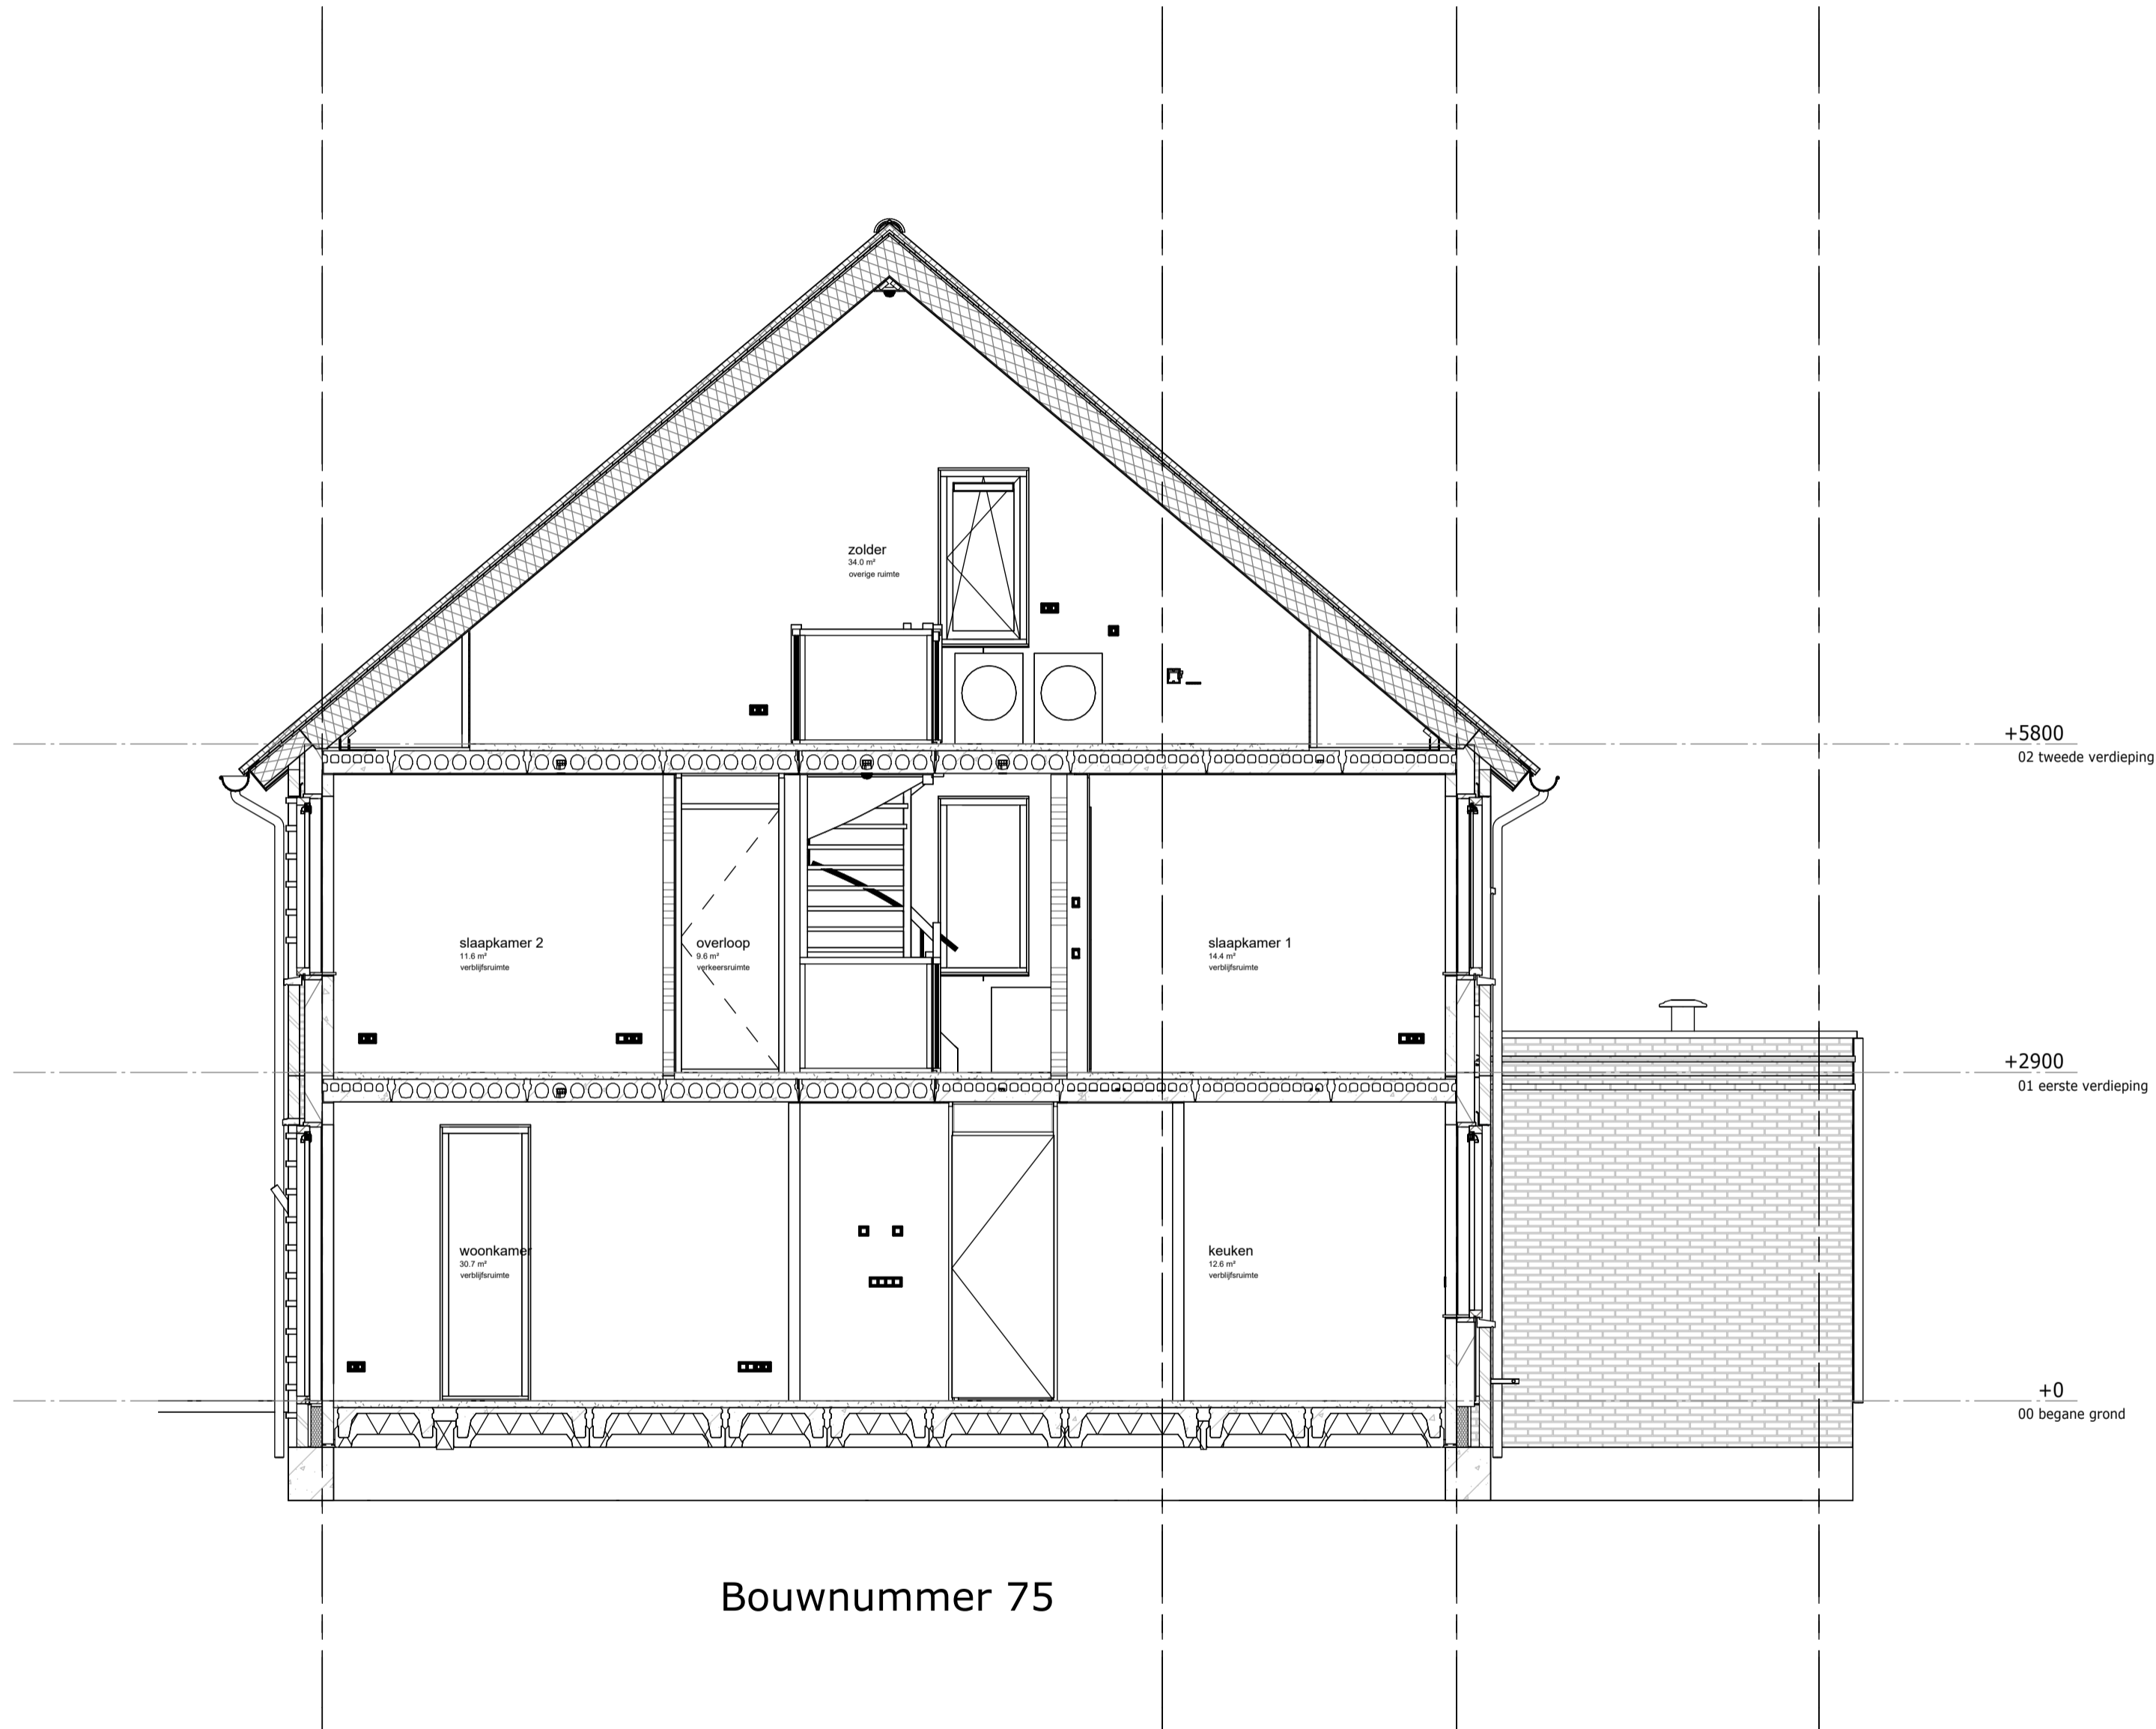 zolder
34.0 m²
overige ruimte
+5800
02 tweede verdieping
slaapkamer 2
11.6 m²
verblijfsruimte
overloop
9.6 m²
verkeersruimte
slaapkamer 1
14.4 m²
verblijfsruimte
+2900
01 eerste verdieping
woonkamer
30.7 m²
verblijfsruimte
keuken
12.6 m²
verblijfsruimte
+0
00 begane grond
Bouwnummer 75